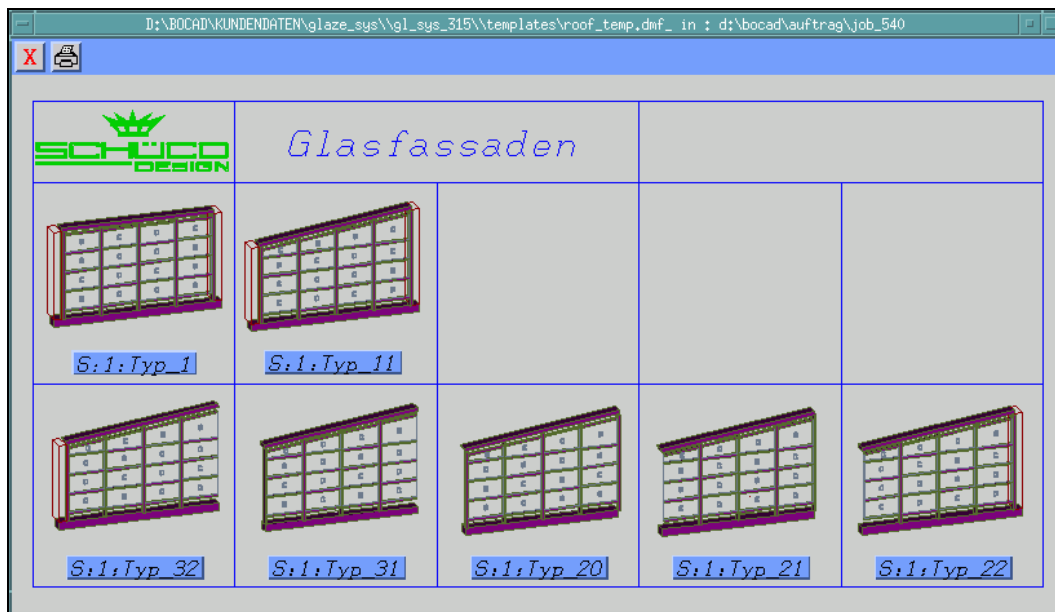 D:\BOCAD\KUNDENDATEN\glaze_sys\\gl_sys_315\\templates\roof_temp.dmf_ in : d:\bocad\auftrag\job_540
X
SCHÜCO
DESIGN
Glasfassaden
S:1:Typ_1
S:1:Typ_11
S:1:Typ_32
S:1:Typ_31
S:1:Typ_20
S:1:Typ_21
S:1:Typ_22